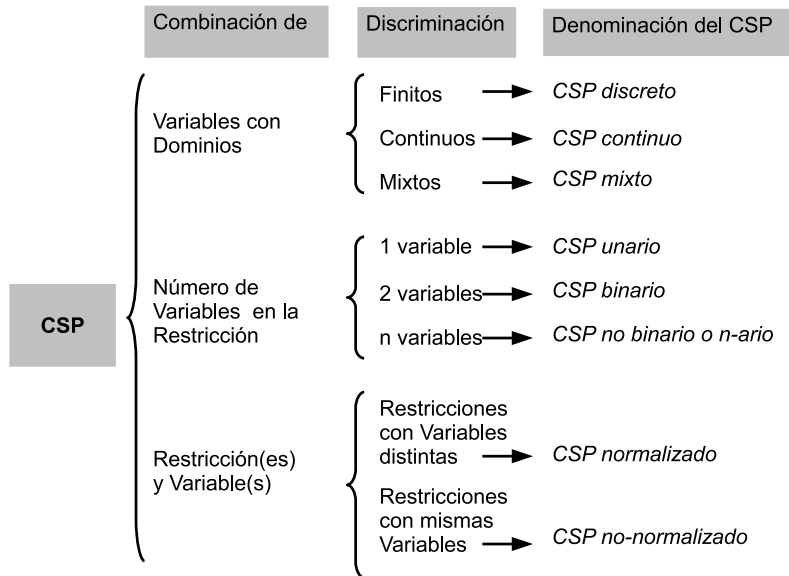 Combinación de
Discriminación
Denominación del CSP
CSP
Variables con
Dominios
Finitos
CSP discreto
Continuos
CSP continuo
Mixtos
CSP mixto
Número de
Variables en la
Restricción
1 variable
CSP unario
2 variables
CSP binario
n variables
CSP no binario o n-ario
Restricción(es)
y Variable(s)
Restricciones
con Variables
distintas
CSP normalizado
Restricciones
con mismas
Variables
CSP no-normalizado